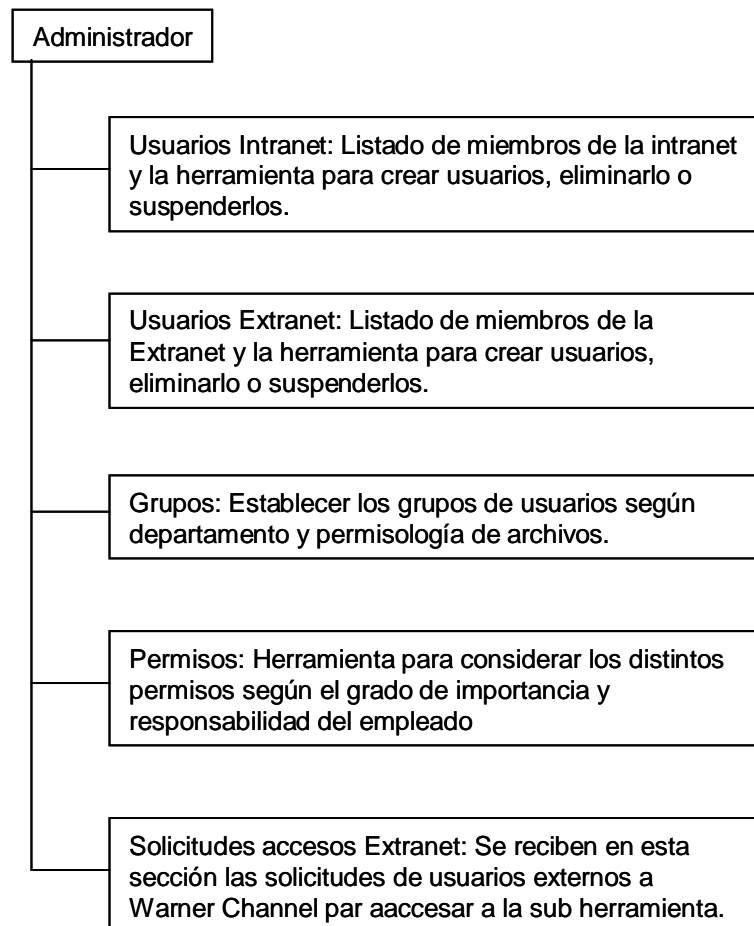 Administrador
Usuarios Intranet: Listado de miembros de la intranet
y la herramienta para crear usuarios, eliminarlo o
suspenderlos.
Usuarios Extranet: Listado de miembros de la
Extranet y la herramienta para crear usuarios,
eliminarlo o suspenderlos.
Grupos: Establecer los grupos de usuarios según
departamento y permisología de archivos.
Permisos: Herramienta para considerar los distintos
permisos según el grado de importancia y
responsabilidad del empleado
Solicitudes accesos Extranet: Se reciben en esta
sección las solicitudes de usuarios externos a
Warner Channel par aaccesar a la sub herramienta.